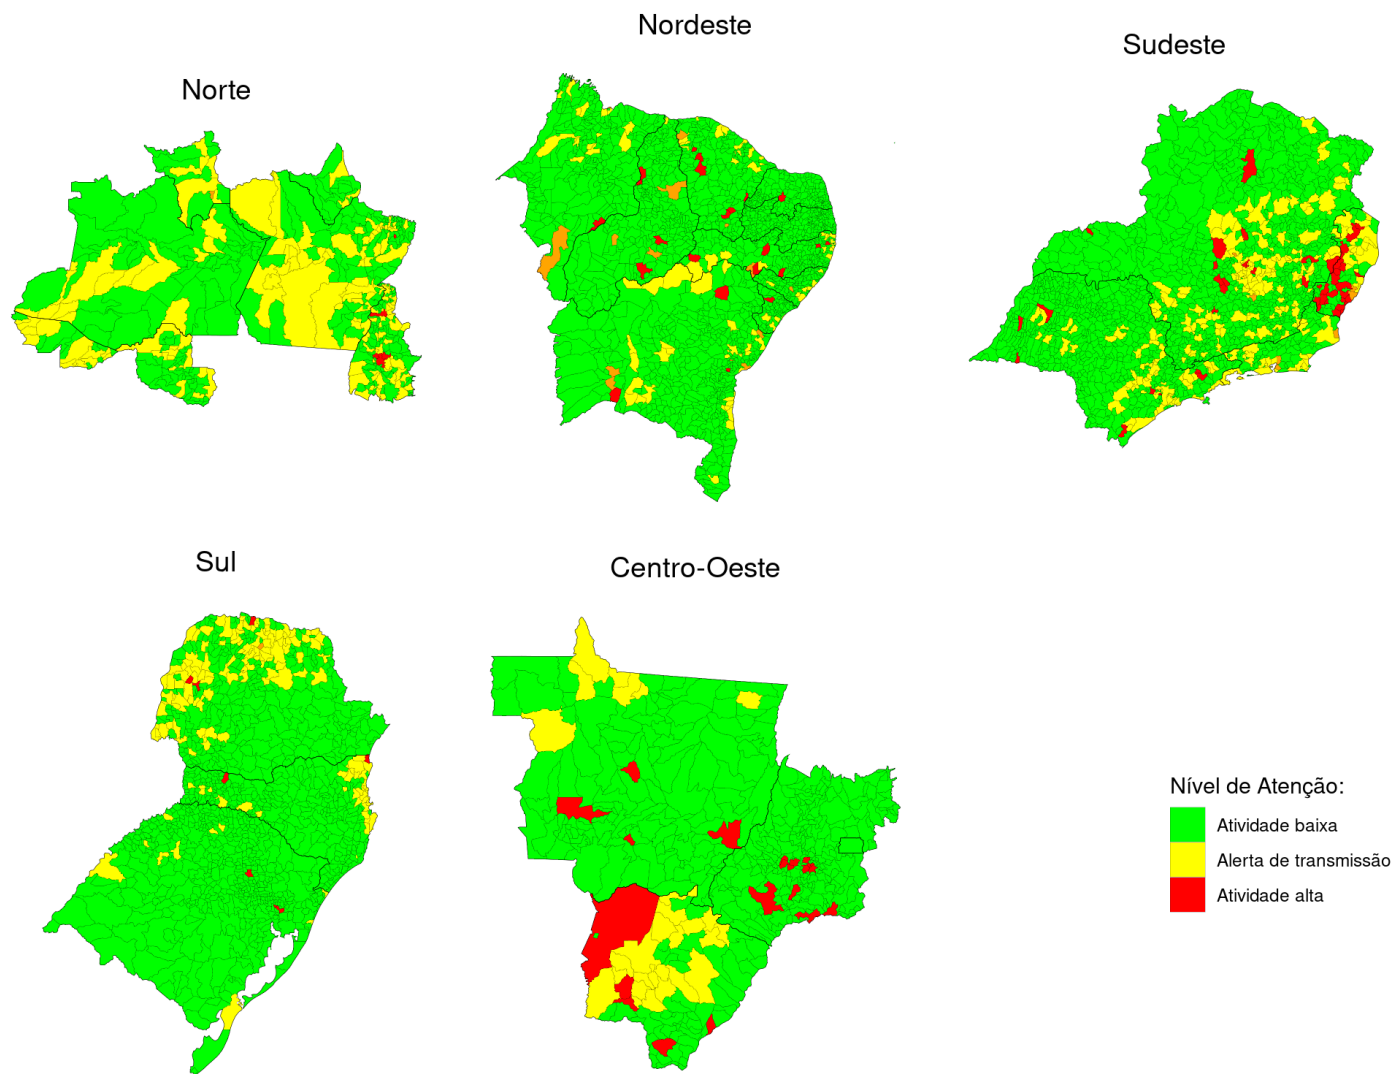 Norte
Nordeste
Sudeste
Sul
Centro-Oeste
Nível de Atenção:
Atividade baixa
Alerta de transmissão
Atividade alta